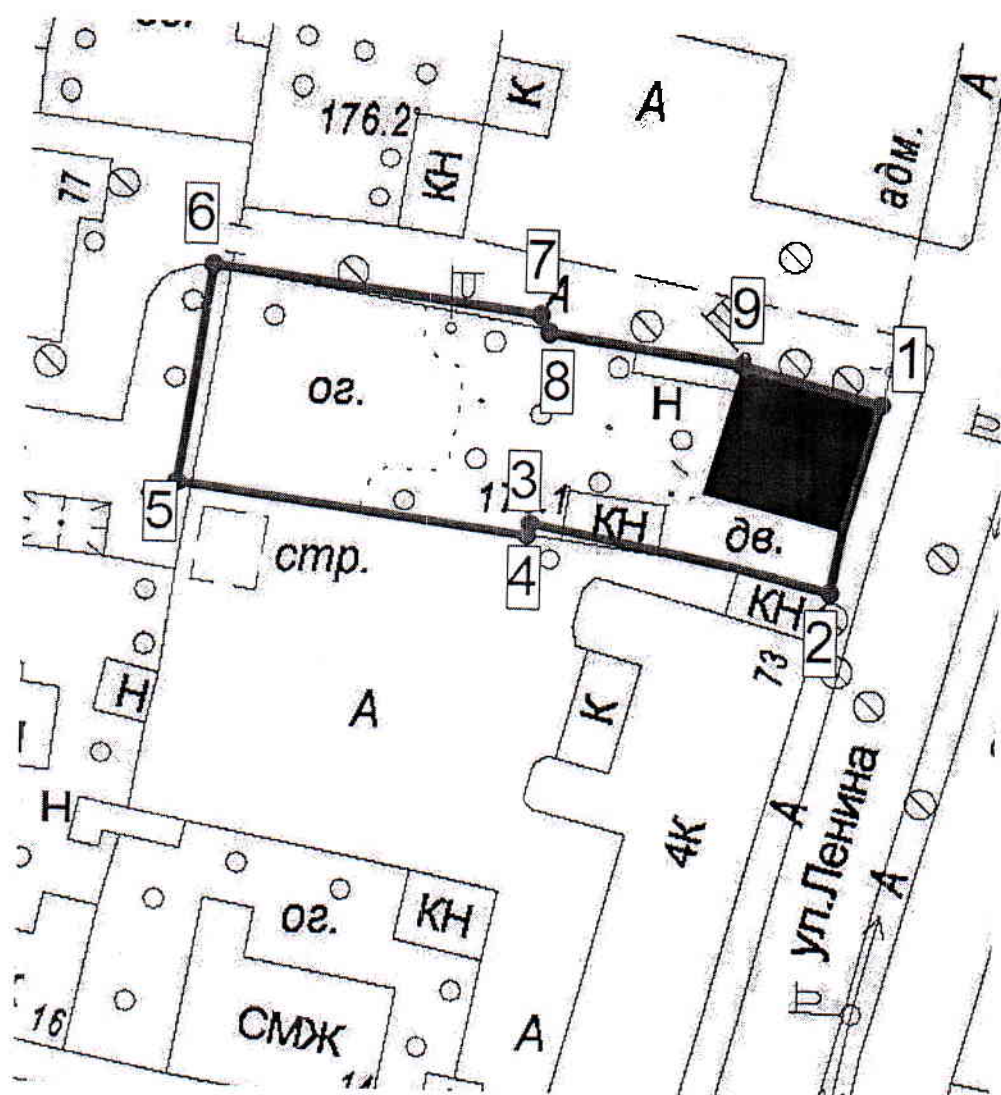 К
А
А
176.2
КН
адм.
77
6
7
А
9
1
8
ог.
Н
5
3
КН
дв.
4
стр.
КН
2
73
Н
А
К
ул.Ленина
Н
А
4К
А
ог.
КН
16
СМЖ
А